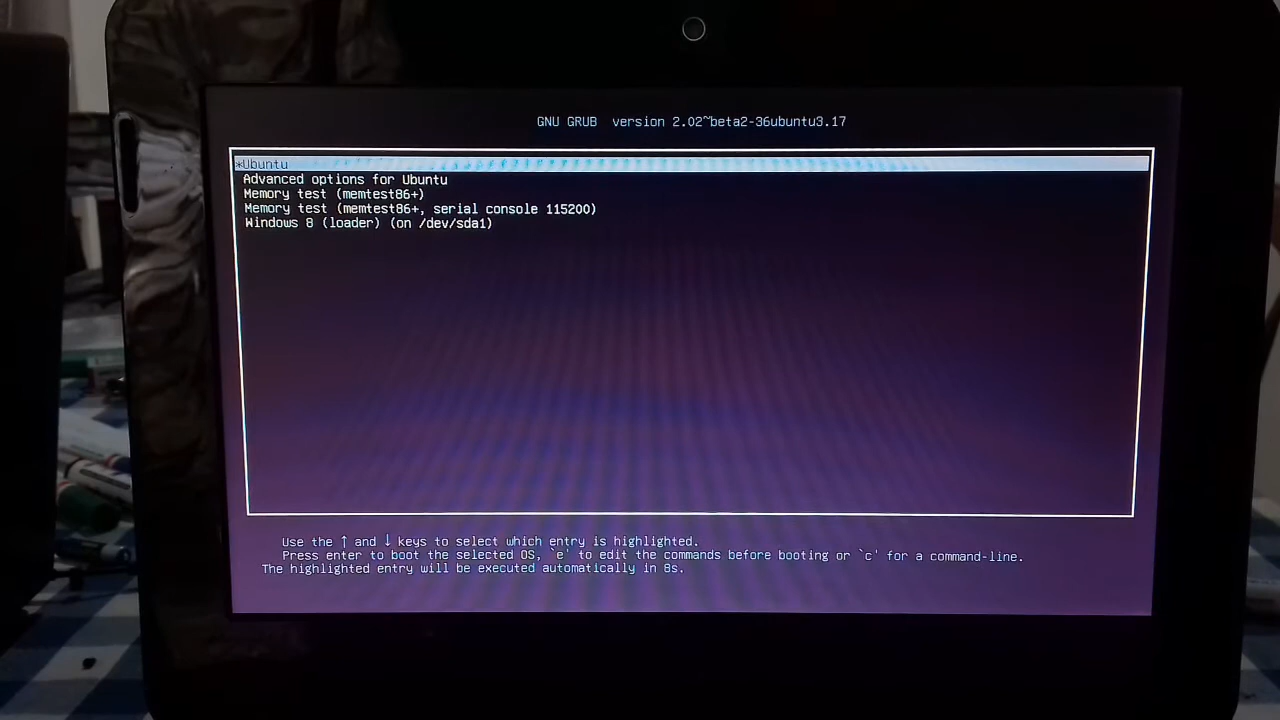 GNU GRUB version 2.02~beta2-36ubuntu3.17
*Ubuntu
Advanced options for Ubuntu
Memory test (memtest86+)
Memory test (memtest86+, serial console 115200)
Windows 8 (loader) (on /dev/sda1)
Use the ↑ and ↓ keys to select which entry is highlighted.
Press enter to boot the selected OS, `e' to edit the commands before booting or `c' for a command-line.
The highlighted entry will be executed automatically in 8s.